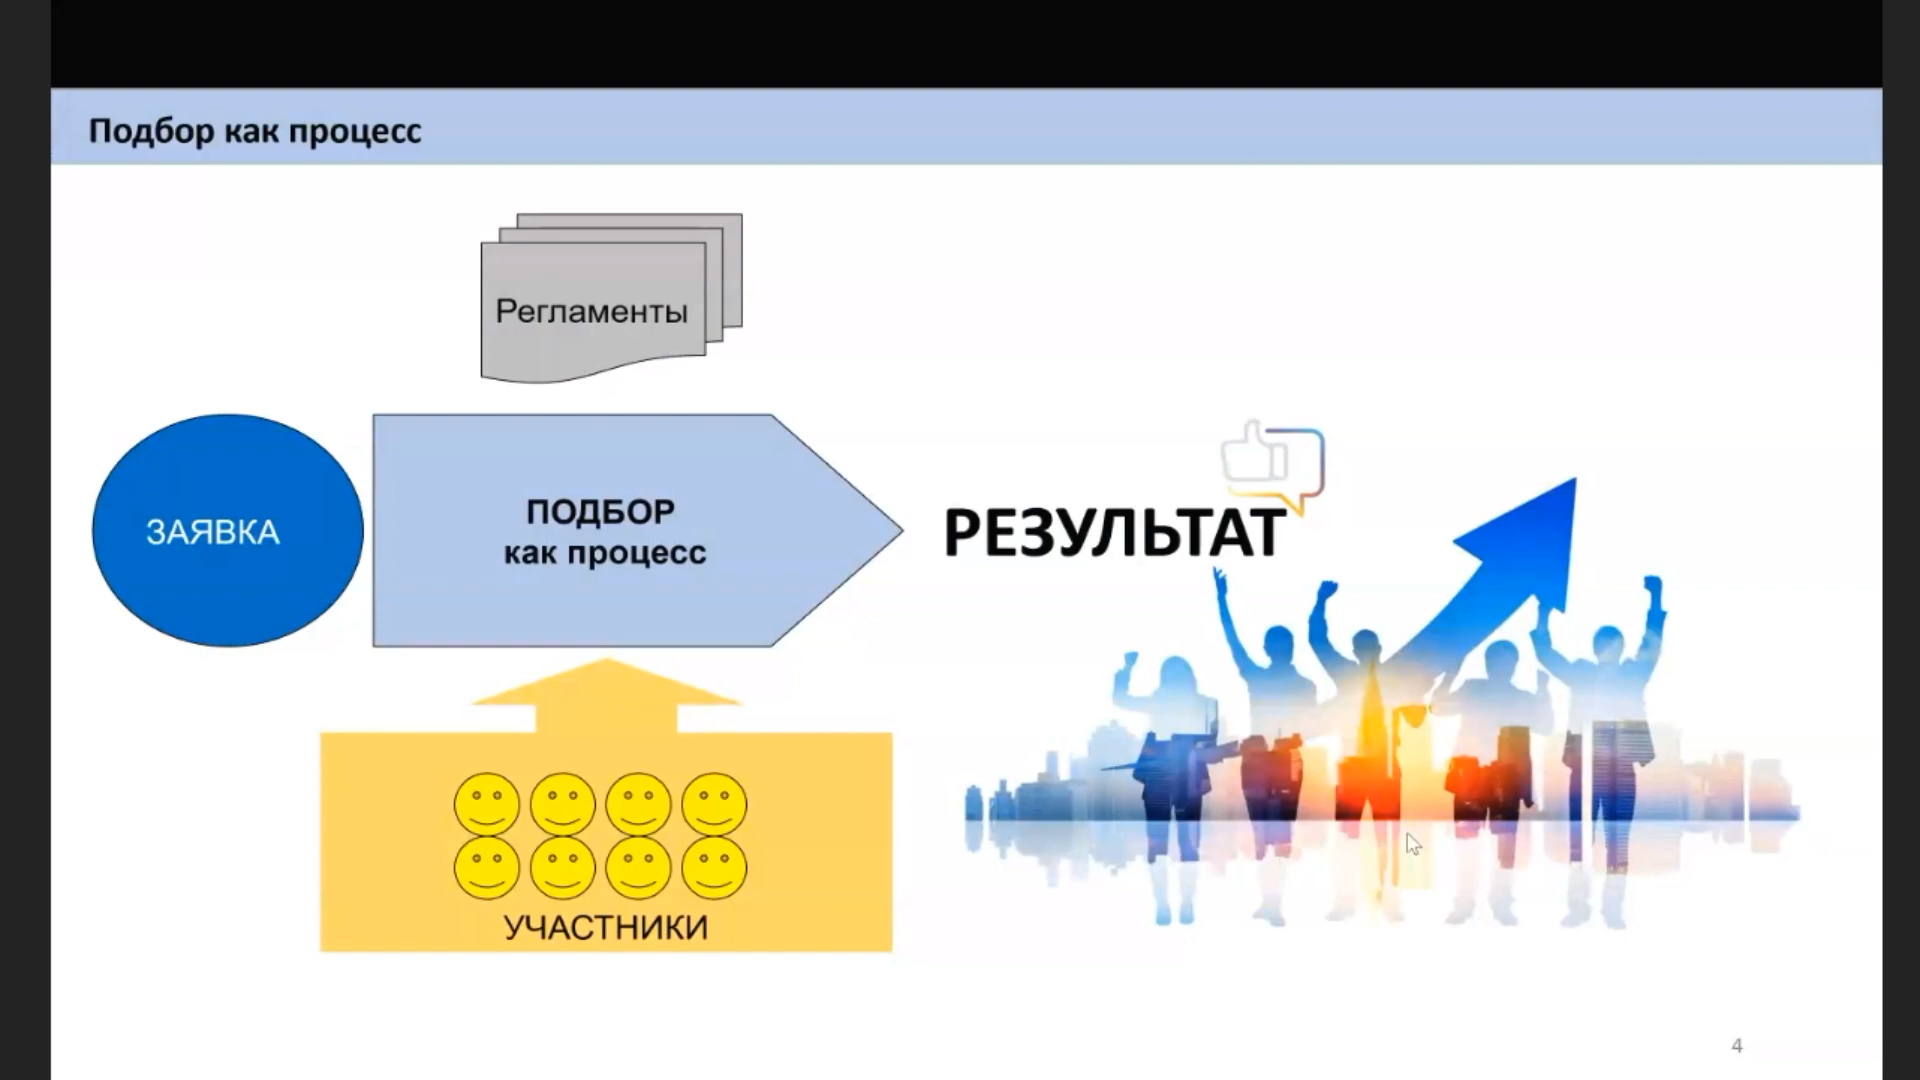 Подбор как процесс
Регламенты
ЗАЯВКА
ПОДБОР
как процесс
РЕЗУЛЬТАТ
УЧАСТНИКИ
4